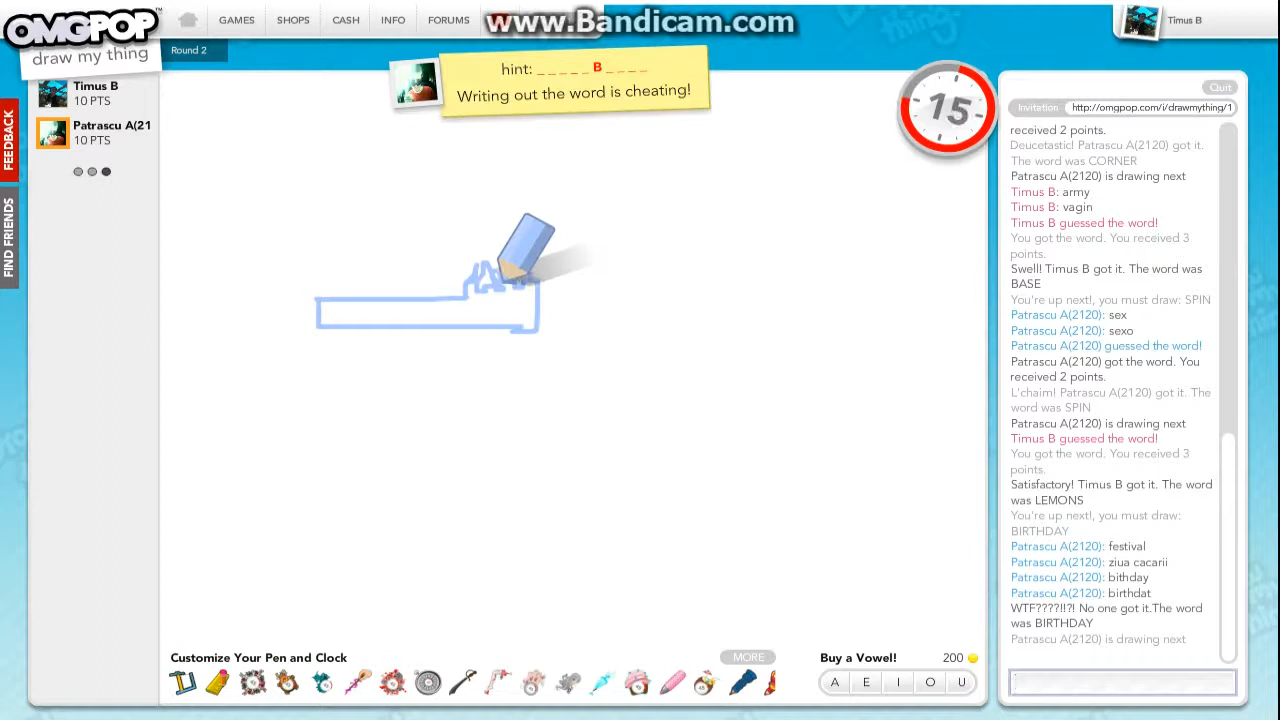 www.Bandicam.com
OMGPOP
draw my thing
GAMES
SHOPS
CASH
INFO
FORUMS
Timus B
Round 2
Timus B
10 PTS
Patrascu A(21
10 PTS
FEEDBACK
FIND FRIENDS
hint: _ _ _ _ _ B _ _ _ _
Writing out the word is cheating!
15
Quit
Invitation
http://omgpop.com/i/drawmything/1
received 2 points.
Deucetastic! Patrascu A(2120) got it.
The word was CORNER
Patrascu A(2120) is drawing next
Timus B: army
Timus B: vagin
Timus B guessed the word!
You got the word. You received 3
points.
Swell! Timus B got it. The word was
BASE
You're up next!, you must draw: SPIN
Patrascu A(2120): sex
Patrascu A(2120): sexo
Patrascu A(2120) guessed the word!
Patrascu A(2120) got the word. You
received 2 points.
L'chaim! Patrascu A(2120) got it. The
word was SPIN
Patrascu A(2120) is drawing next
Timus B guessed the word!
You got the word. You received 3
points.
Satisfactory! Timus B got it. The word
was LEMONS
You're up next!, you must draw:
BIRTHDAY
Patrascu A(2120): festival
Patrascu A(2120): ziua cacarii
Patrascu A(2120): bithday
Patrascu A(2120): birthdat
WTF????!!?! No one got it.The word
was BIRTHDAY
Patrascu A(2120) is drawing next
Customize Your Pen and Clock
MORE
Buy a Vowel!
200
A E I O U